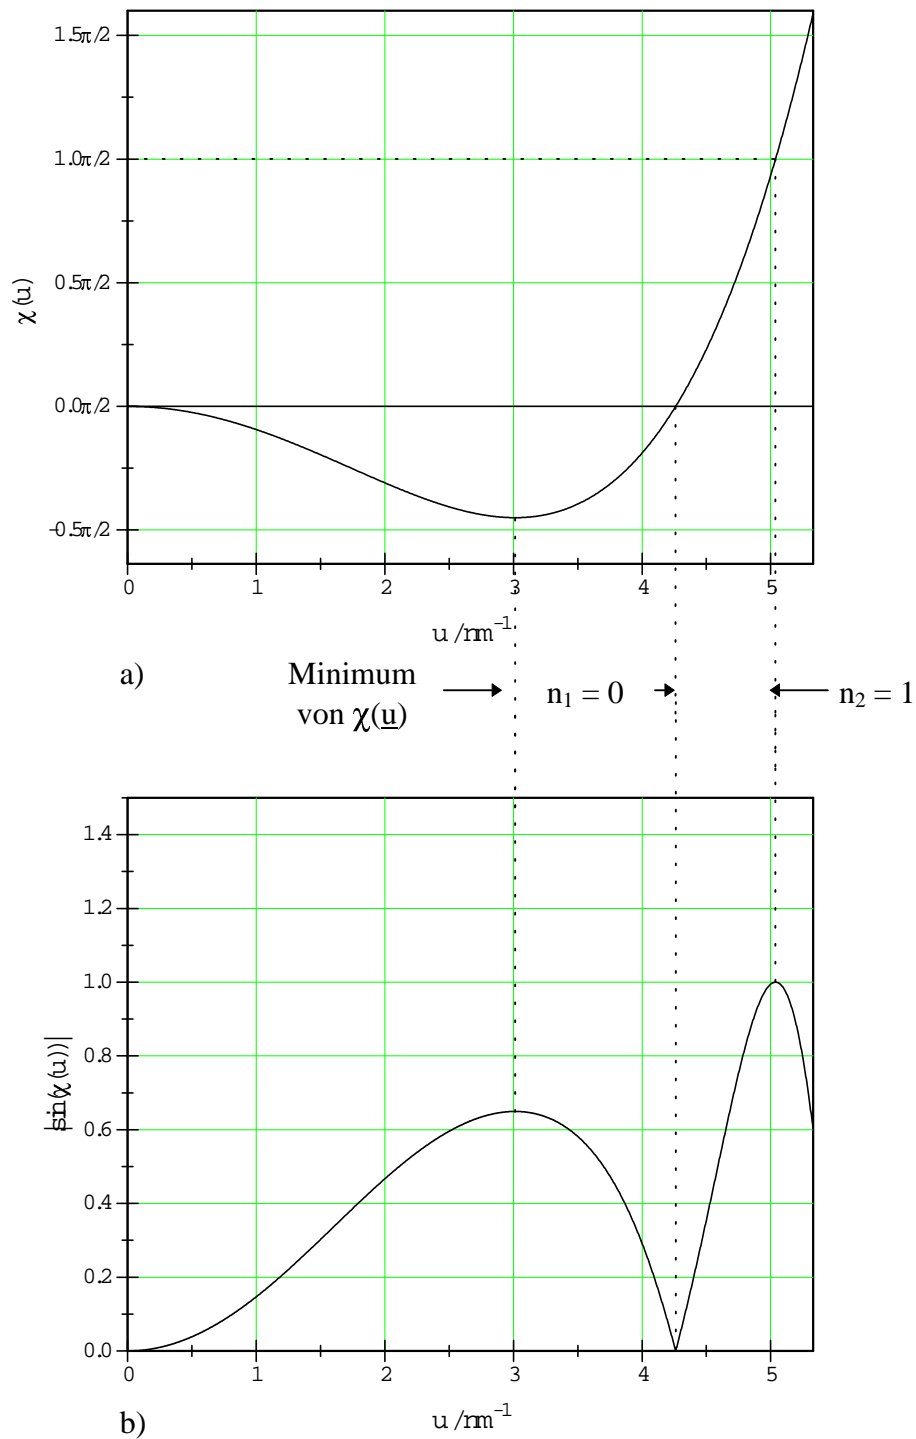 1.5π/2
1.0π/2
0.5π/2
0.0π/2
-0.5π/2
χ(u)
0 1 2 3 4 5
u /nm⁻¹
a)
Minimum
von χ(u)
n₁ = 0
n₂ = 1
1.4
1.2
1.0
0.8
0.6
0.4
0.2
0.0
|sin(χ(u))|
0 1 2 3 4 5
u /nm⁻¹
b)